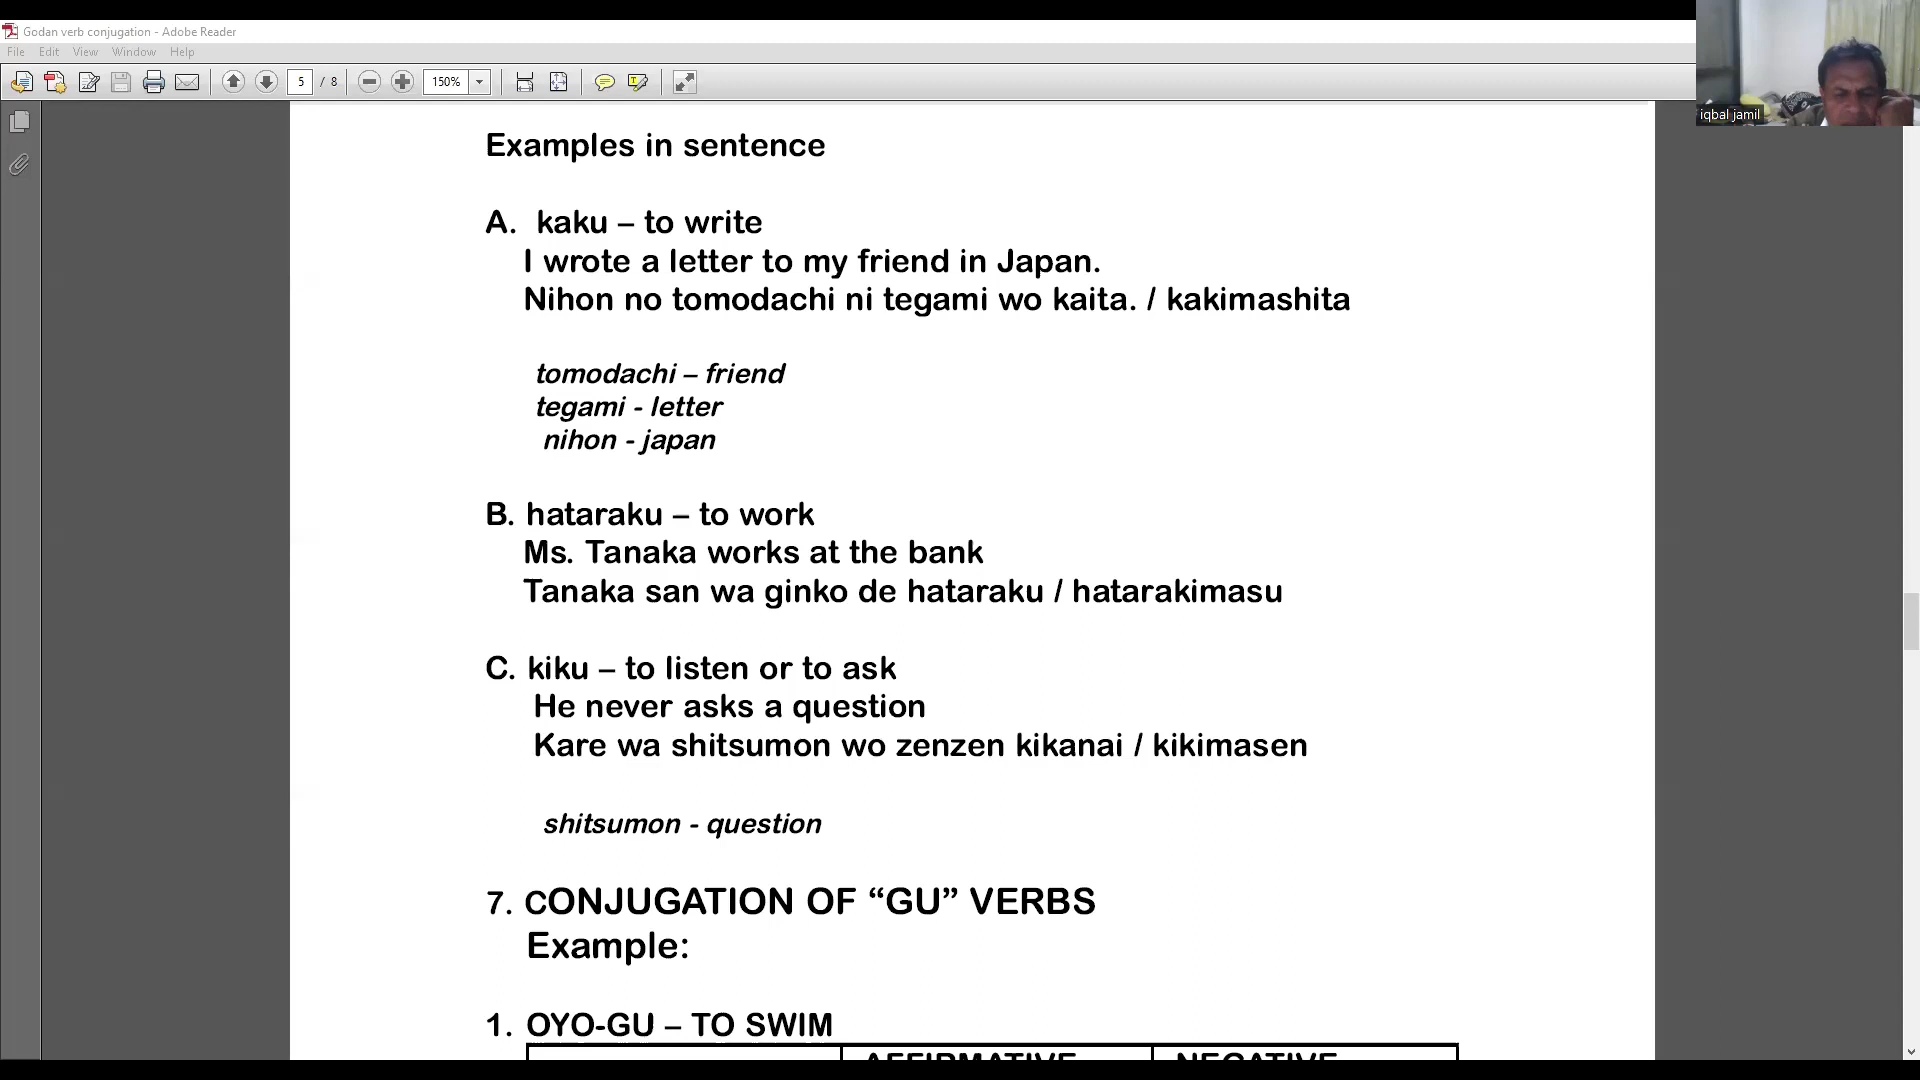 Godan verb conjugation - Adobe Reader
File Edit View Window Help
5 / 8 150%
iqbal jamil
Examples in sentence
A. kaku – to write
I wrote a letter to my friend in Japan.
Nihon no tomodachi ni tegami wo kaita. / kakimashita
tomodachi – friend
tegami - letter
nihon - japan
B. hataraku – to work
Ms. Tanaka works at the bank
Tanaka san wa ginko de hataraku / hatarakimasu
C. kiku – to listen or to ask
He never asks a question
Kare wa shitsumon wo zenzen kikanai / kikimasen
shitsumon - question
7. CONJUGATION OF “GU” VERBS
Example:
1. OYO-GU – TO SWIM
AFFIRMATIVE NEGATIVE